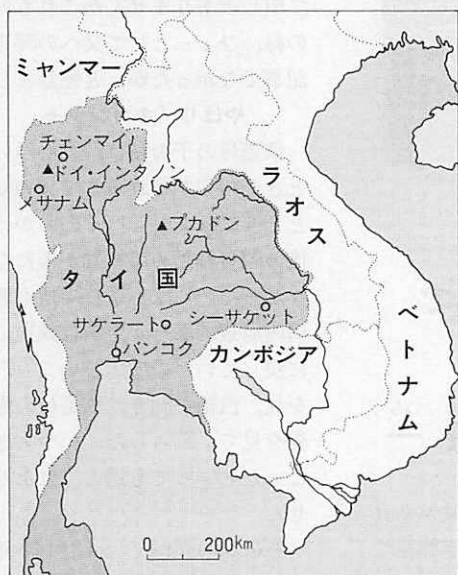 ミャンマー
チェンマイ
▲ドイ・インタノン
メサナム
▲プカドン
ラオス
タイ国
シーサケット
サケラート
バンコク
カンボジア
ベトナム
0 200km